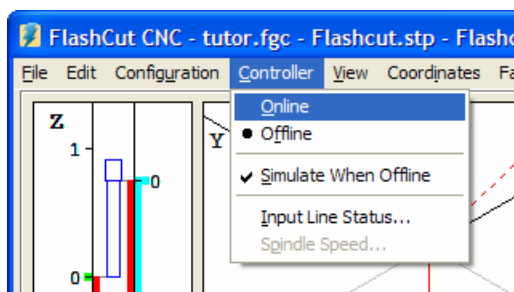 FlashCut CNC - tutor.fgc - Flashcut.stp - Flash
File Edit Configuration Controller View Coordinates Fa
Online
Offline
Simulate When Offline
Input Line Status...
Spindle Speed...
Z
Y
1
0
0